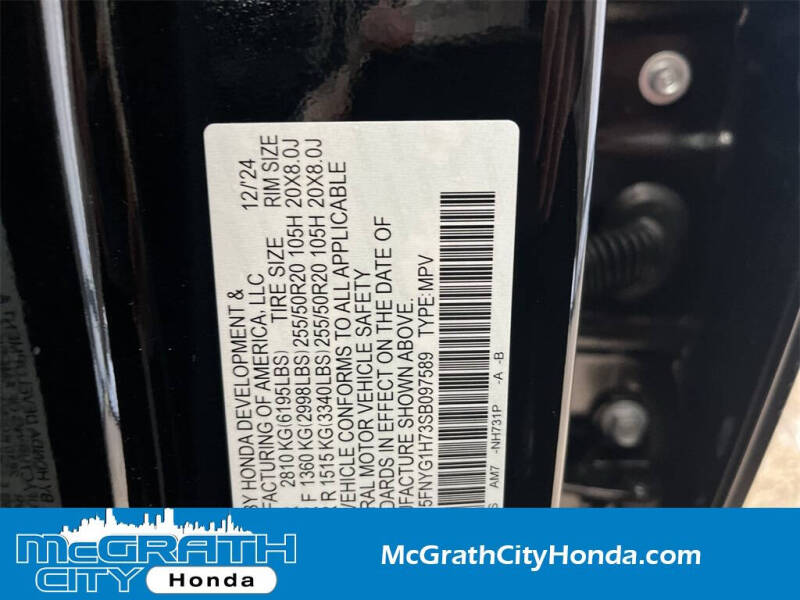 BY HONDA DEVELOPMENT & 12/'24
FACTURING OF AMERICA, LLC
2810 KG (6195LBS) TIRE SIZE RIM SIZE
F 1360 KG (2998LBS) 255/50R20 105H 20X8.0J
R 1515 KG (3340LBS) 255/50R20 105H 20X8.0J
VEHICLE CONFORMS TO ALL APPLICABLE
RAL MOTOR VEHICLE SAFETY
DARDS IN EFFECT ON THE DATE OF
FACTURE SHOWN ABOVE.
5FNYG1H73SB097589 TYPE: MPV
S AM7 -NH731P -A -B
McGRATH
CITY
Honda
McGrathCityHonda.com